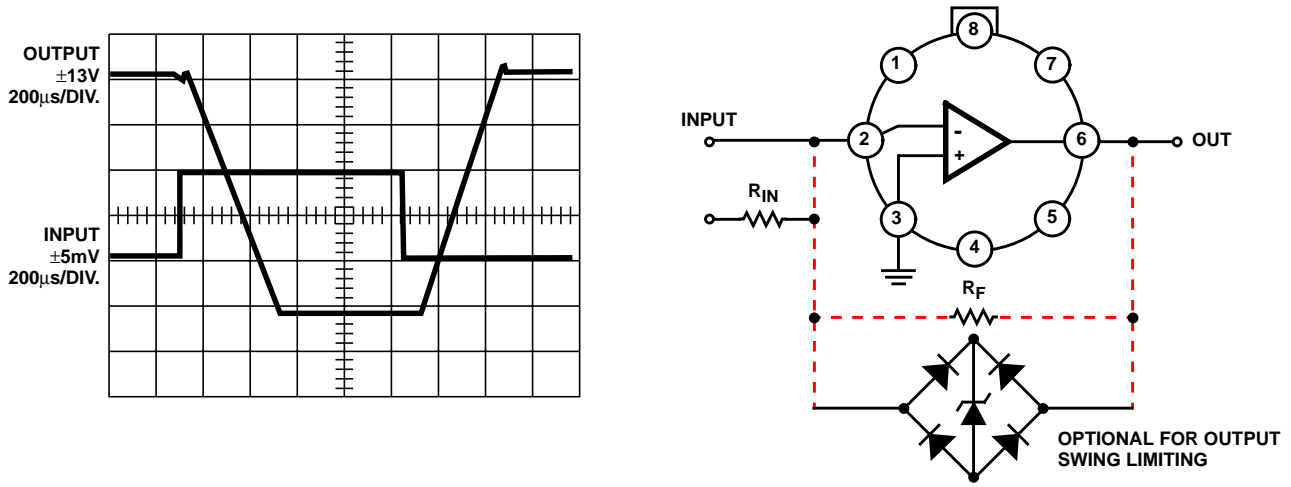 OUTPUT
±13V
200μs/DIV.
INPUT
±5mV
200μs/DIV.
8
1
7
INPUT
2
-
+
6
OUT
RIN
3
5
4
RF
OPTIONAL FOR OUTPUT
SWING LIMITING